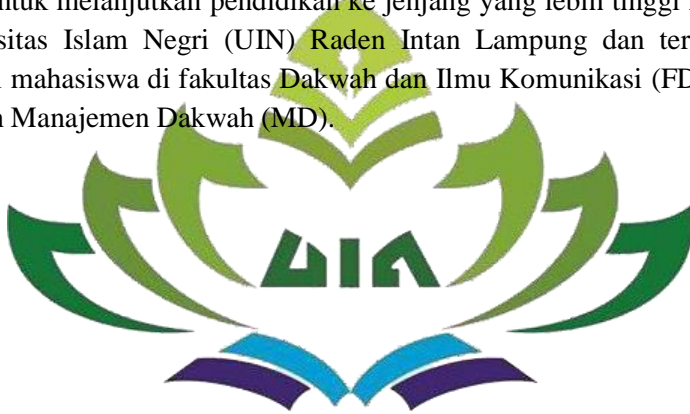 ntuk melanjutkan pendidikan ke jenjang yang lebih tinggi
sitas Islam Negri (UIN) Raden Intan Lampung dan ter
mahasiswa di fakultas Dakwah dan Ilmu Komunikasi (FD
Manajemen Dakwah (MD).
UIN